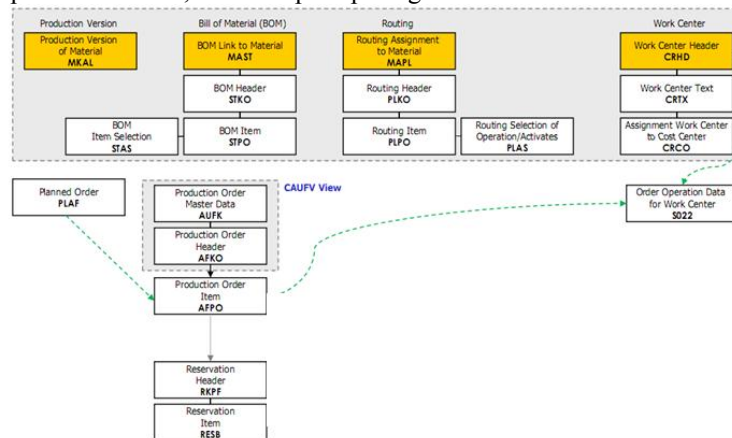 Production Version
Bill of Material (BOM)
Routing
Work Center
Production Version
of Material
MKAL
BOM Link to Material
MAST
Routing Assignment
to Material
MAPL
Work Center Header
CRHD
BOM Header
STKO
Routing Header
PLKO
Work Center Text
CRTX
BOM
Item Selection
STAS
BOM Item
STPO
Routing Item
PLPO
Routing Selection of
Operation/Activates
PLAS
Assignment Work Center
to Cost Center
CRCO
Planned Order
PLAF
Production Order
Master Data
AUFK
CAUFV View
Order Operation Data
for Work Center
S022
Production Order
Header
AFKO
Production Order
Item
AFPO
Reservation
Header
RKPF
Reservation
Item
RESB